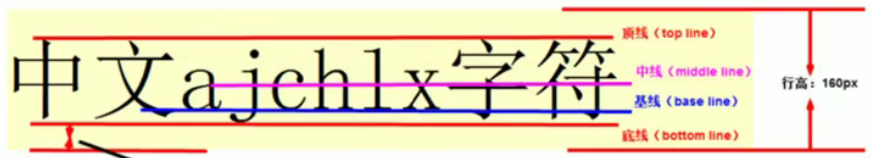 中文ajchlx字符
顶线（top line）
中线（middle line）
基线（base line）
底线（bottom line）
行高：160px